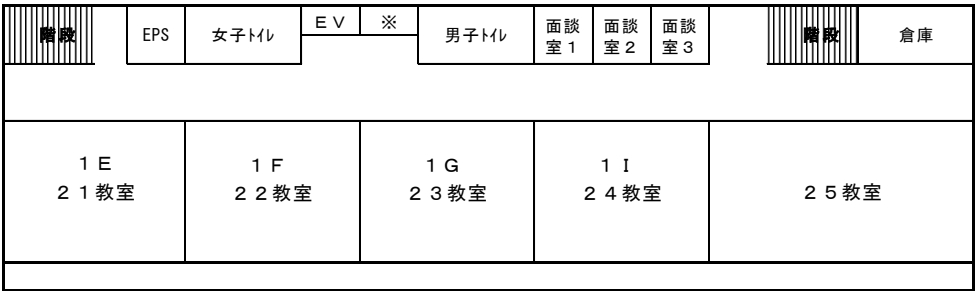 階段
EPS
女子ﾄｲﾚ
ＥＶ
※
男子ﾄｲﾚ
面談
室１
面談
室２
面談
室３
階段
倉庫
１Ｅ
２１教室
１Ｆ
２２教室
１Ｇ
２３教室
１Ｉ
２４教室
２５教室